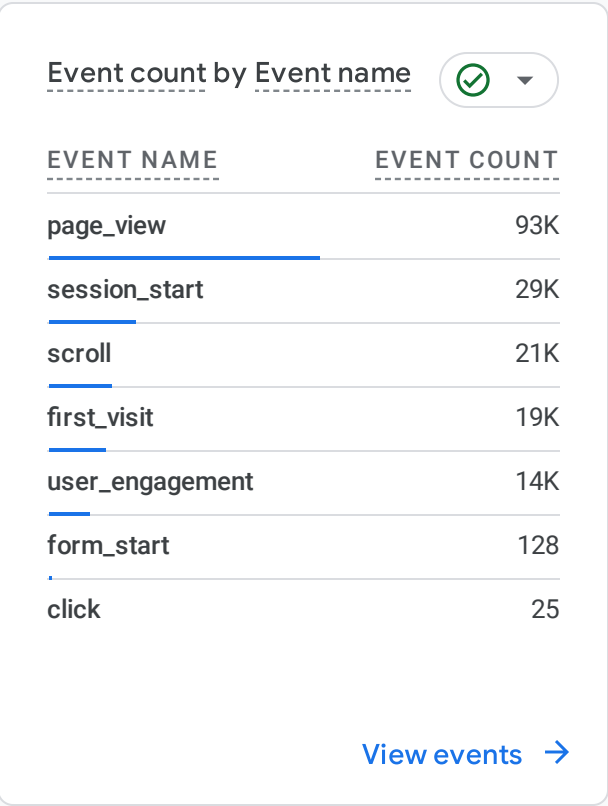 Event count by Event name
EVENT NAME EVENT COUNT
page_view 93K
session_start 29K
scroll 21K
first_visit 19K
user_engagement 14K
form_start 128
click 25
View events